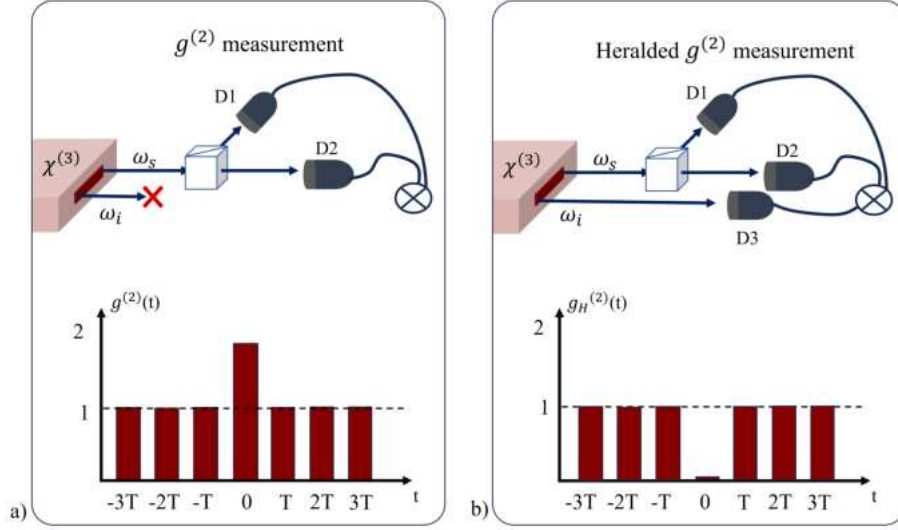 g⁽²⁾ measurement
D1
D2
χ⁽³⁾
ωₛ
ωᵢ
g⁽²⁾(t)
2
1
-3T -2T -T 0 T 2T 3T t
a)
Heralded g⁽²⁾ measurement
D1
D2
χ⁽³⁾
ωₛ
ωᵢ
D3
g_H⁽²⁾(t)
2
1
-3T -2T -T 0 T 2T 3T t
b)